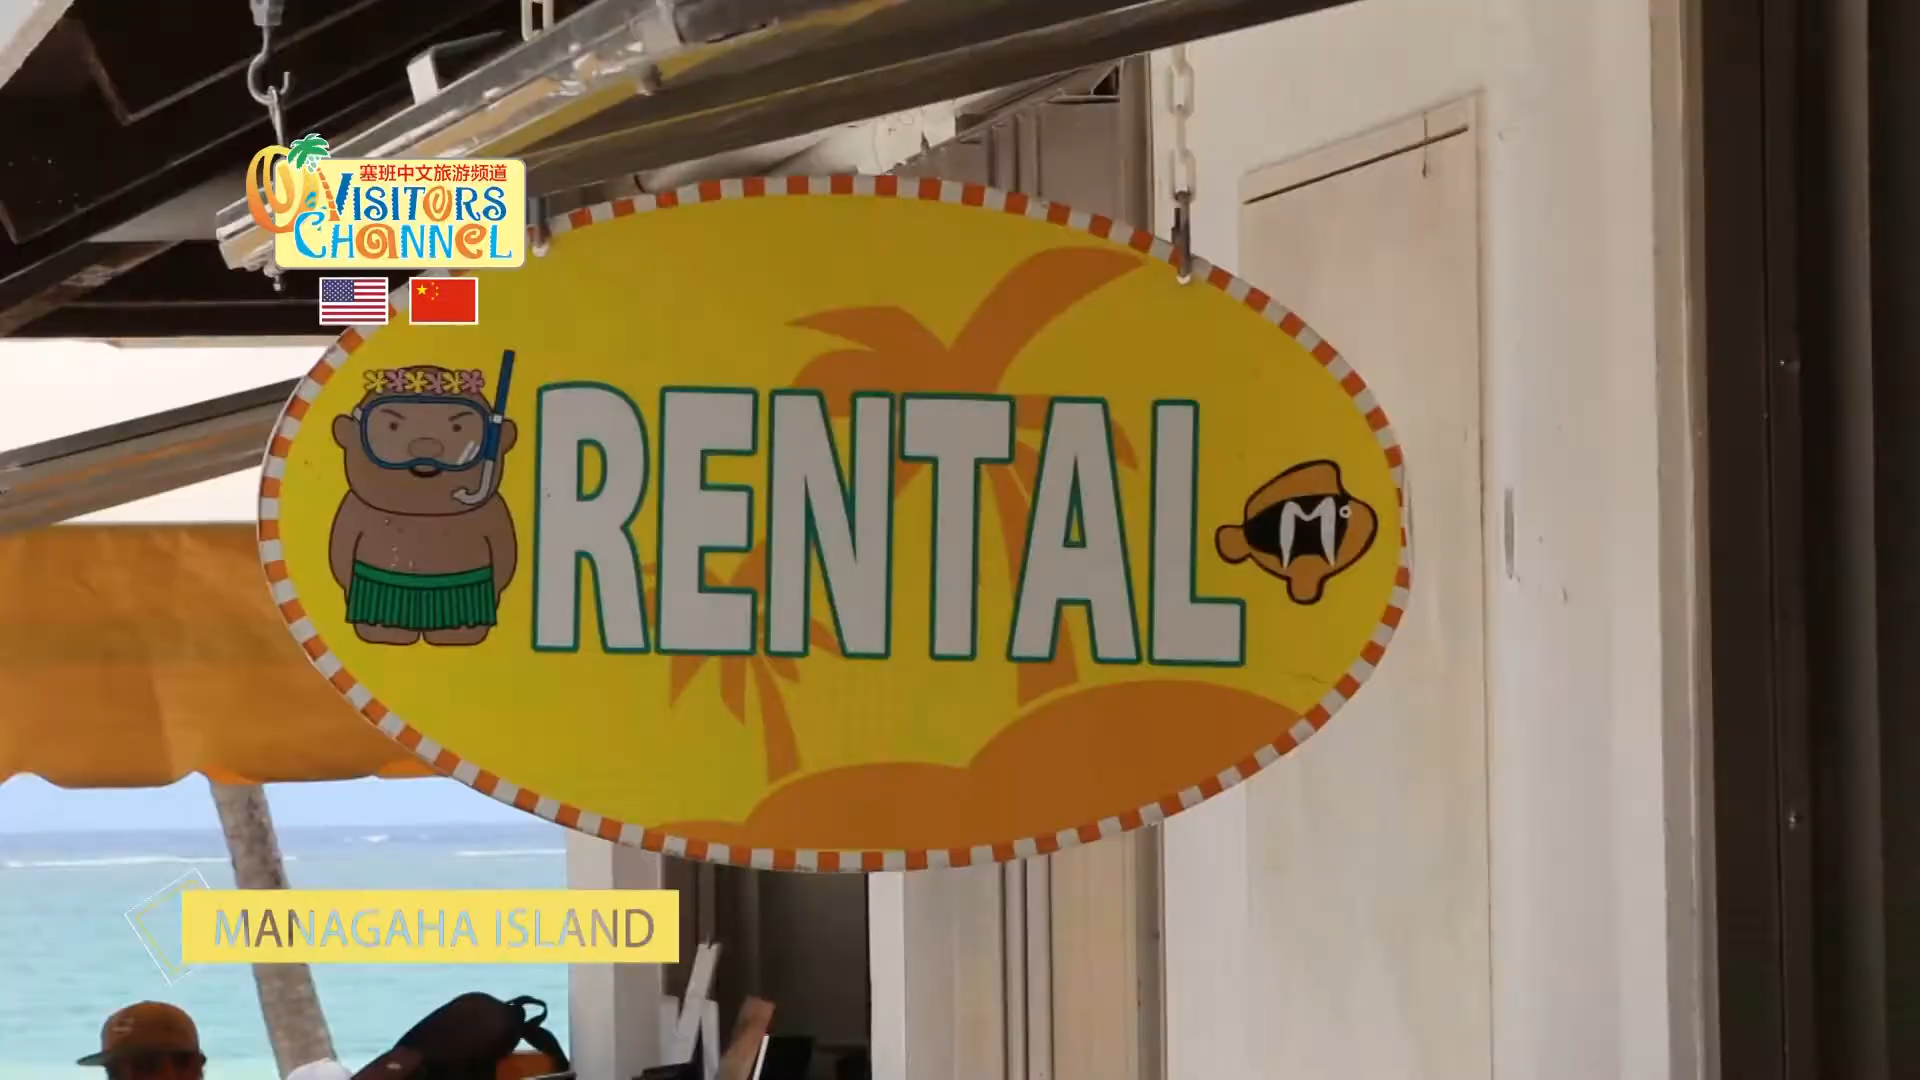 塞班中文旅游频道
VISITORS
CHANNEL
RENTAL
M
MANAGAHA ISLAND